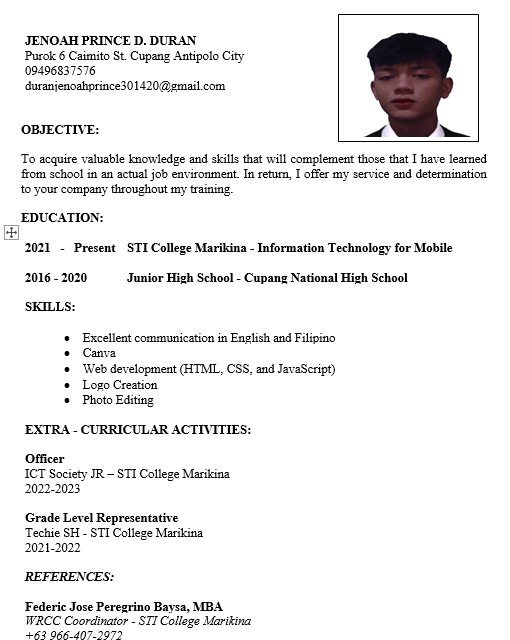 JENOAH PRINCE D. DURAN
Purok 6 Caimito St. Cupang Antipolo City
09496837576
duranjenoahprince301420@gmail.com
OBJECTIVE:
To acquire valuable knowledge and skills that will complement those that I have learned
from school in an actual job environment. In return, I offer my service and determination
to your company throughout my training.
EDUCATION:
2021 - Present STI College Marikina - Information Technology for Mobile
2016 - 2020 Junior High School - Cupang National High School
SKILLS:
• Excellent communication in English and Filipino
• Canva
• Web development (HTML, CSS, and JavaScript)
• Logo Creation
• Photo Editing
EXTRA - CURRICULAR ACTIVITIES:
Officer
ICT Society JR – STI College Marikina
2022-2023
Grade Level Representative
Techie SH - STI College Marikina
2021-2022
REFERENCES:
Federic Jose Peregrino Baysa, MBA
WRCC Coordinator - STI College Marikina
+63 966-407-2972